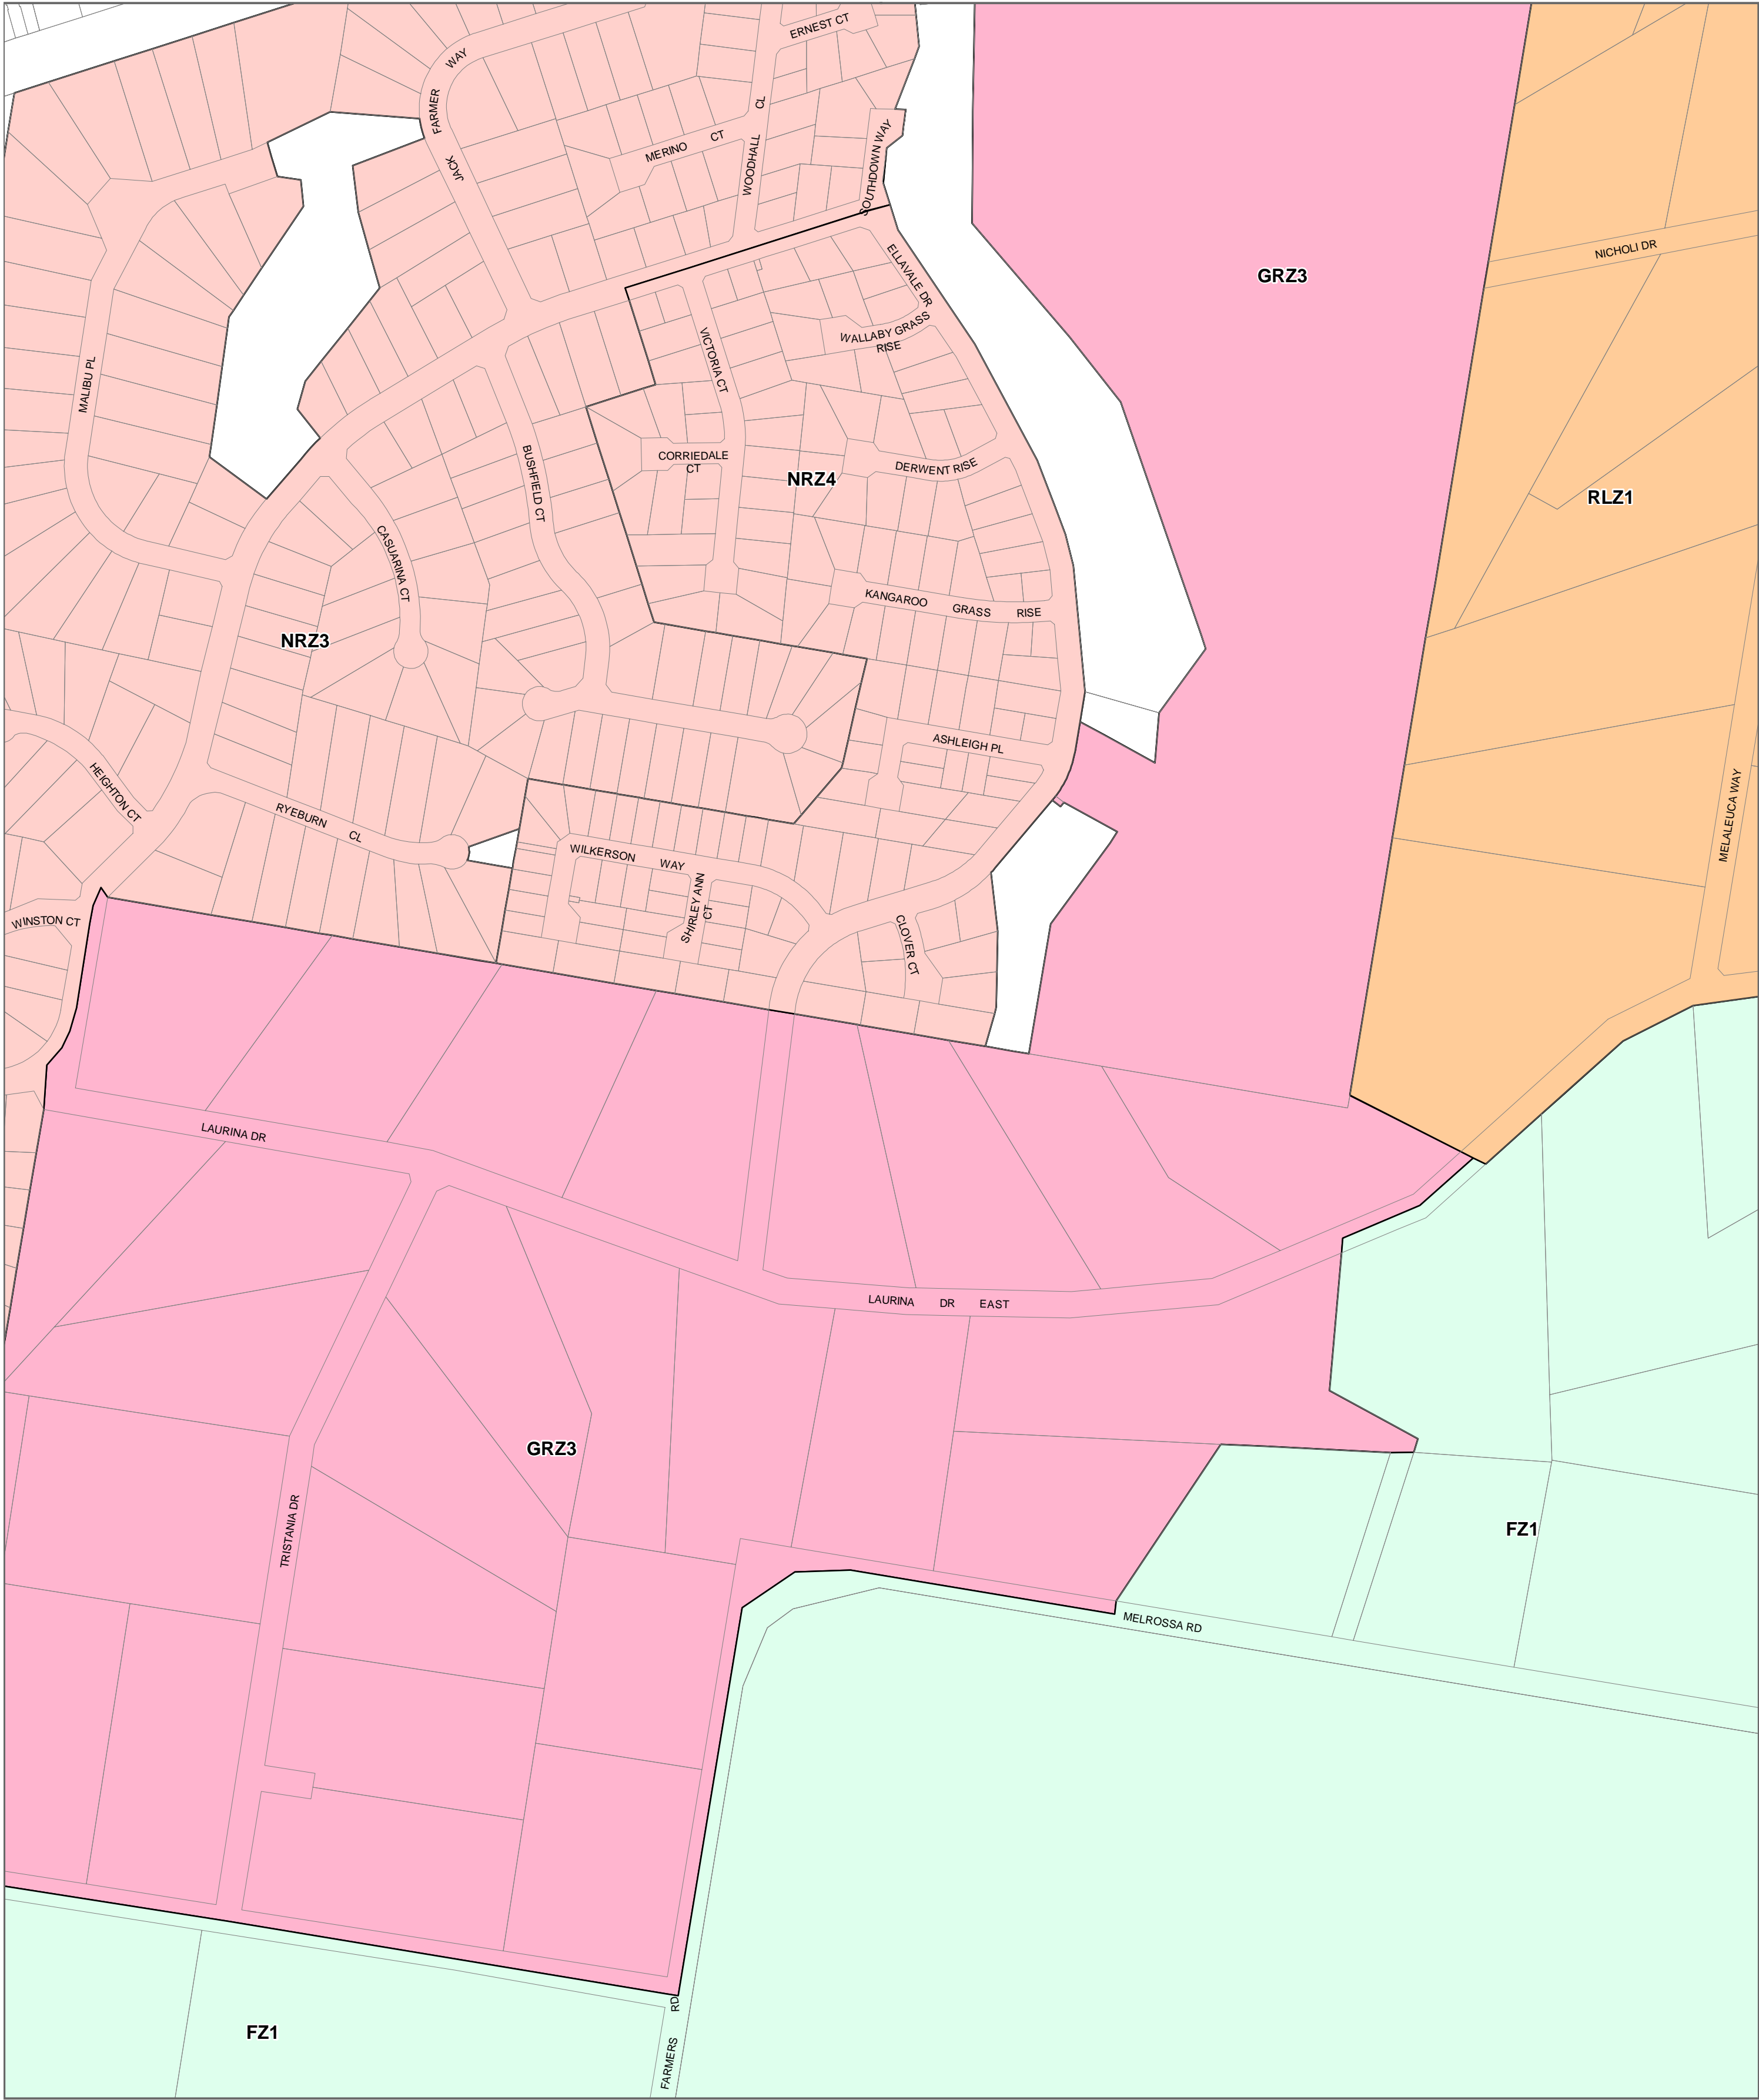 ERNEST CT
FARMER
WAY
JACK
MERINO CT
WOODHALL CL
SOUTHDOWN WAY
NICHOLI DR
GRZ3
ELLAVALE DR
WALLABY GRASS
RISE
VICTORIA CT
MALIBU PL
CORRIEDALE
CT
NRZ4
DERWENT RISE
RLZ1
BUSHFIELD CT
CASUARINA CT
KANGAROO GRASS RISE
NRZ3
ASHLEIGH PL
HEIGHTON CT
RYEBURN CL
MELALEUCA WAY
WILKERSON WAY
SHIRLEY ANN
CT
CLOVER CT
WINSTON CT
LAURINA DR
LAURINA DR EAST
GRZ3
TRISTANIA DR
FZ1
MELROSSA RD
FARMERS RD
FZ1